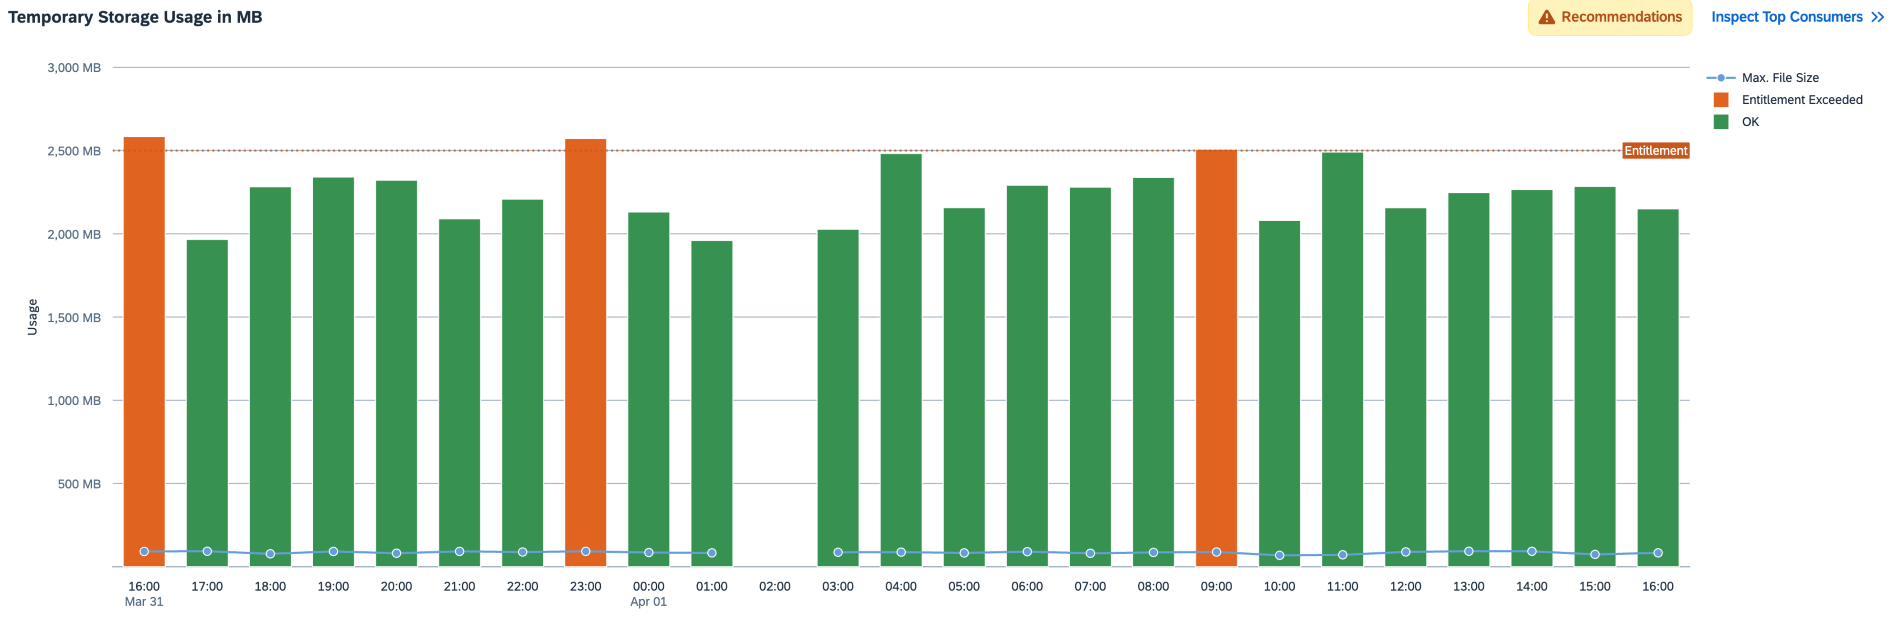 Temporary Storage Usage in MB
Recommendations
Inspect Top Consumers
3,000 MB
2,500 MB
2,000 MB
1,500 MB
1,000 MB
500 MB
Usage
Entitlement
Max. File Size
Entitlement Exceeded
OK
16:00 17:00 18:00 19:00 20:00 21:00 22:00 23:00 00:00 01:00 02:00 03:00 04:00 05:00 06:00 07:00 08:00 09:00 10:00 11:00 12:00 13:00 14:00 15:00 16:00
Mar 31 Apr 01